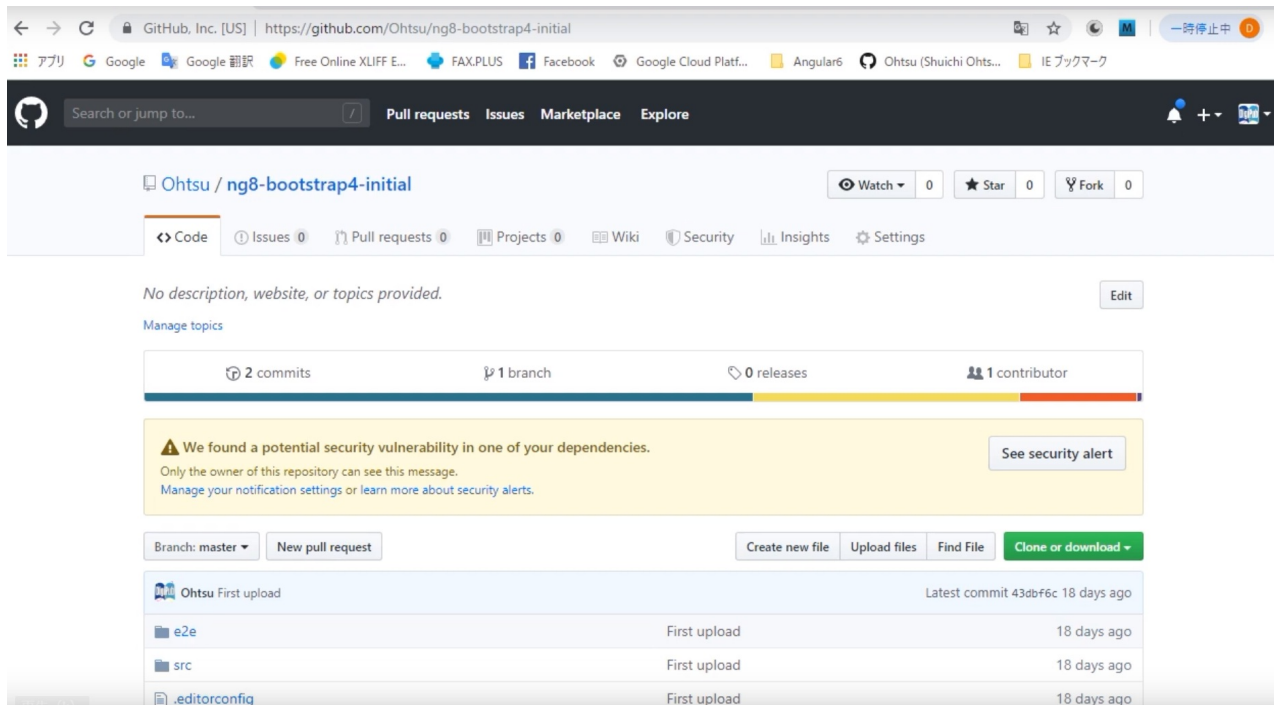 GitHub, Inc. [US] | https://github.com/Ohtsu/ng8-bootstrap4-initial
M 一時停止中 D
アプリ G Google Google 翻訳 Free Online XLIFF E... FAX.PLUS Facebook Google Cloud Platf... Angular6 Ohtsu (Shuichi Ohts... IE ブックマーク
Search or jump to... / Pull requests Issues Marketplace Explore
Ohtsu / ng8-bootstrap4-initial
Watch 0 Star 0 Fork 0
Code Issues 0 Pull requests 0 Projects 0 Wiki Security Insights Settings
No description, website, or topics provided. Edit
Manage topics
2 commits 1 branch 0 releases 1 contributor
We found a potential security vulnerability in one of your dependencies.
Only the owner of this repository can see this message.
Manage your notification settings or learn more about security alerts.
See security alert
Branch: master New pull request Create new file Upload files Find File Clone or download
Ohtsu First upload Latest commit 43dbf6c 18 days ago
e2e First upload 18 days ago
src First upload 18 days ago
.editorconfig First upload 18 days ago